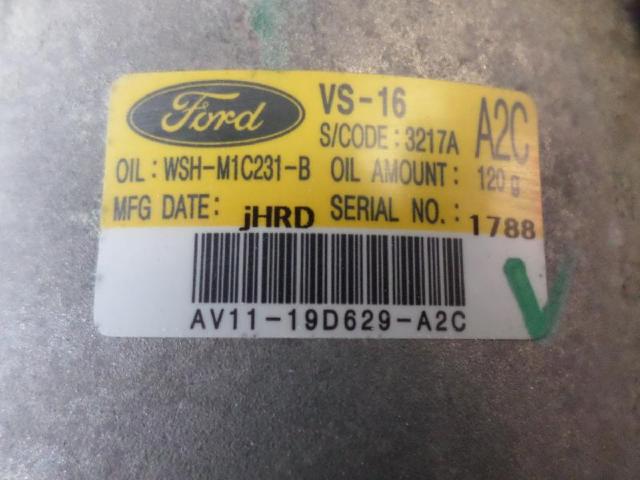 Ford VS-16 A2C
S/CODE: 3217A
OIL: WSH-M1C231-B OIL AMOUNT: 120 g
MFG DATE: jHRD SERIAL NO.: 1788
AV11-19D629-A2C
V